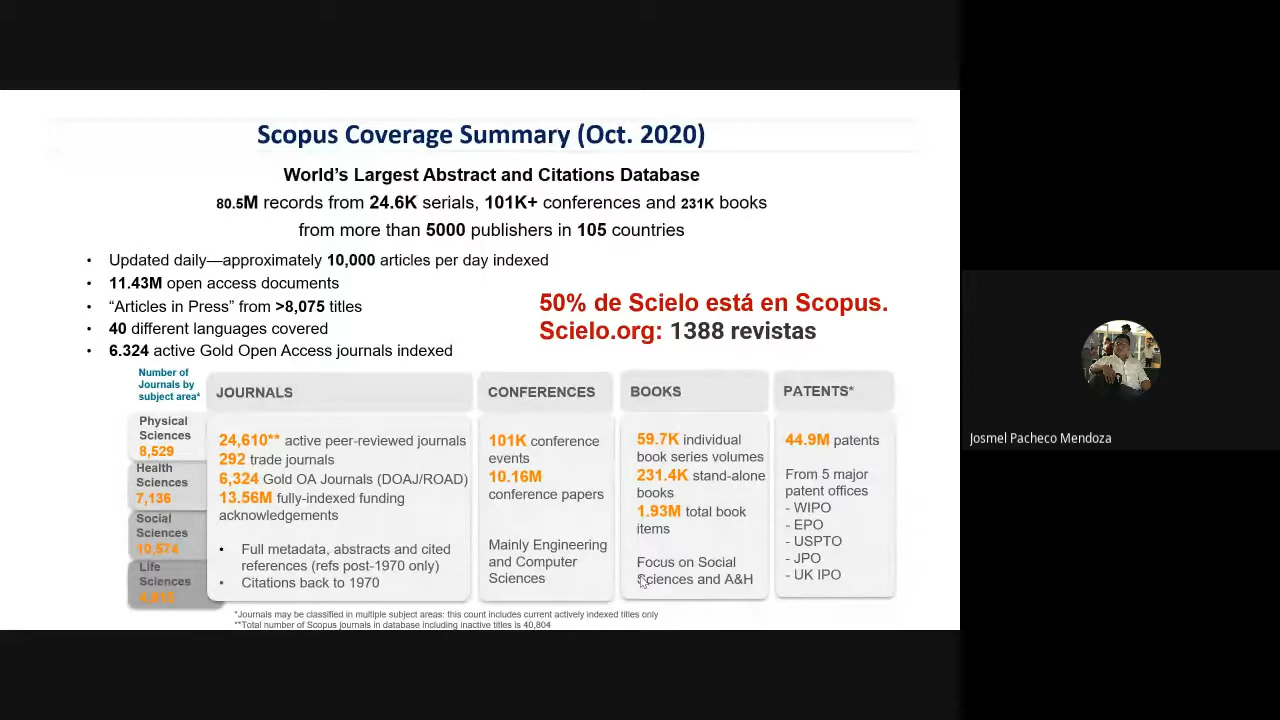 Scopus Coverage Summary (Oct. 2020)
World’s Largest Abstract and Citations Database
80.5M records from 24.6K serials, 101K+ conferences and 231K books
from more than 5000 publishers in 105 countries
• Updated daily—approximately 10,000 articles per day indexed
• 11.43M open access documents
• “Articles in Press” from >8,075 titles
• 40 different languages covered
• 6.324 active Gold Open Access journals indexed
50% de Scielo está en Scopus.
Scielo.org: 1388 revistas
Number of
Journals by
subject area*
Physical
Sciences
8,529
Health
Sciences
7,136
Social
Sciences
10,574
Life
Sciences
JOURNALS
24,610** active peer-reviewed journals
292 trade journals
6,324 Gold OA Journals (DOAJ/ROAD)
13.56M fully-indexed funding
acknowledgements
• Full metadata, abstracts and cited
references (refs post-1970 only)
• Citations back to 1970
CONFERENCES
101K conference
events
10.16M
conference papers
Mainly Engineering
and Computer
Sciences
BOOKS
59.7K individual
book series volumes
231.4K stand-alone
books
1.93M total book
items
Focus on Social
Sciences and A&H
PATENTS*
44.9M patents
From 5 major
patent offices
- WIPO
- EPO
- USPTO
- JPO
- UK IPO
*Journals may be classified in multiple subject areas: this count includes current actively indexed titles only
**Total number of Scopus journals in database including inactive titles is 40,804
Josmel Pacheco Mendoza